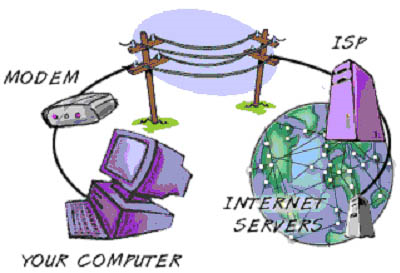 ISP
MODEM
INTERNET
SERVERS
YOUR COMPUTER